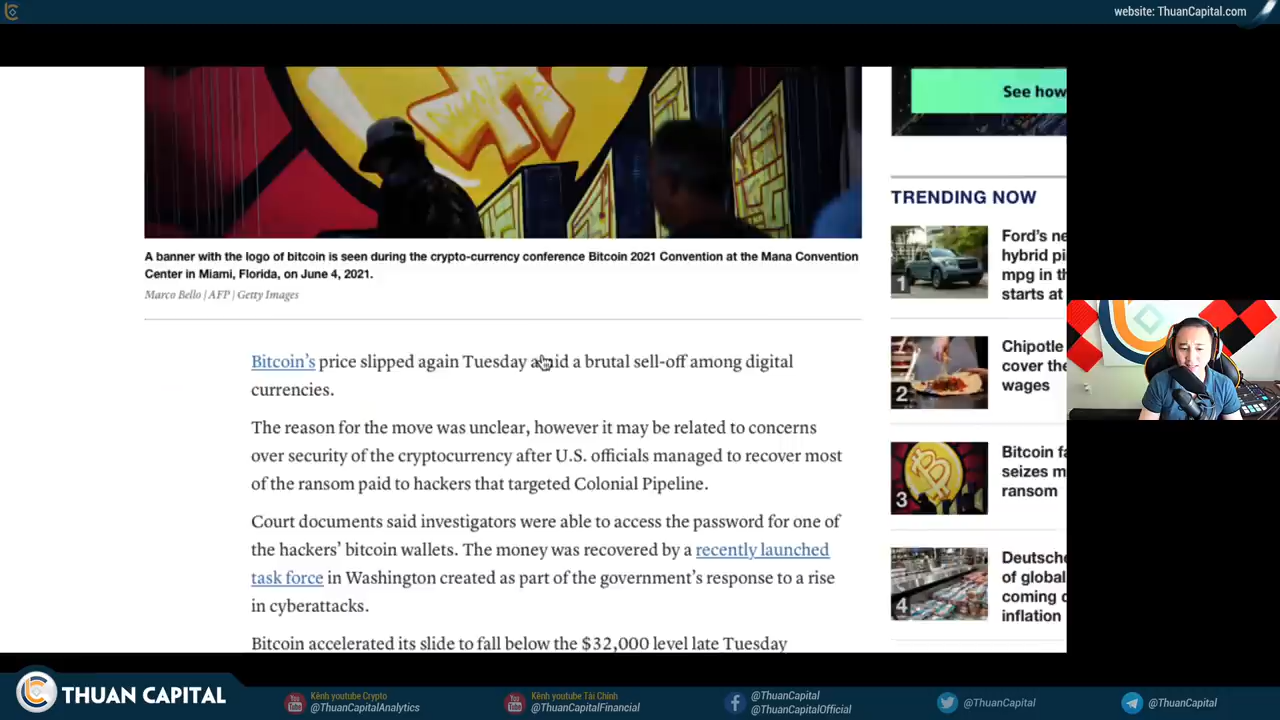 website: ThuanCapital.com
See how
A banner with the logo of bitcoin is seen during the crypto-currency conference Bitcoin 2021 Convention at the Mana Convention
Center in Miami, Florida, on June 4, 2021.
Marco Bello | AFP | Getty Images
Bitcoin's price slipped again Tuesday amid a brutal sell-off among digital
currencies.
The reason for the move was unclear, however it may be related to concerns
over security of the cryptocurrency after U.S. officials managed to recover most
of the ransom paid to hackers that targeted Colonial Pipeline.
Court documents said investigators were able to access the password for one of
the hackers' bitcoin wallets. The money was recovered by a recently launched
task force in Washington created as part of the government's response to a rise
in cyberattacks.
Bitcoin accelerated its slide to fall below the $32,000 level late Tuesday
TRENDING NOW
1
Ford's ne
hybrid pi
mpg in th
starts at
2
Chipotle
cover the
wages
3
Bitcoin fa
seizes m
ransom
4
Deutsche
of global
coming d
inflation
THUAN CAPITAL
Kênh youtube Crypto
@ThuanCapitalAnalytics
Kênh youtube Tài Chính
@ThuanCapitalFinancial
@ThuanCapital
@ThuanCapitalOfficial
@ThuanCapital
@ThuanCapital